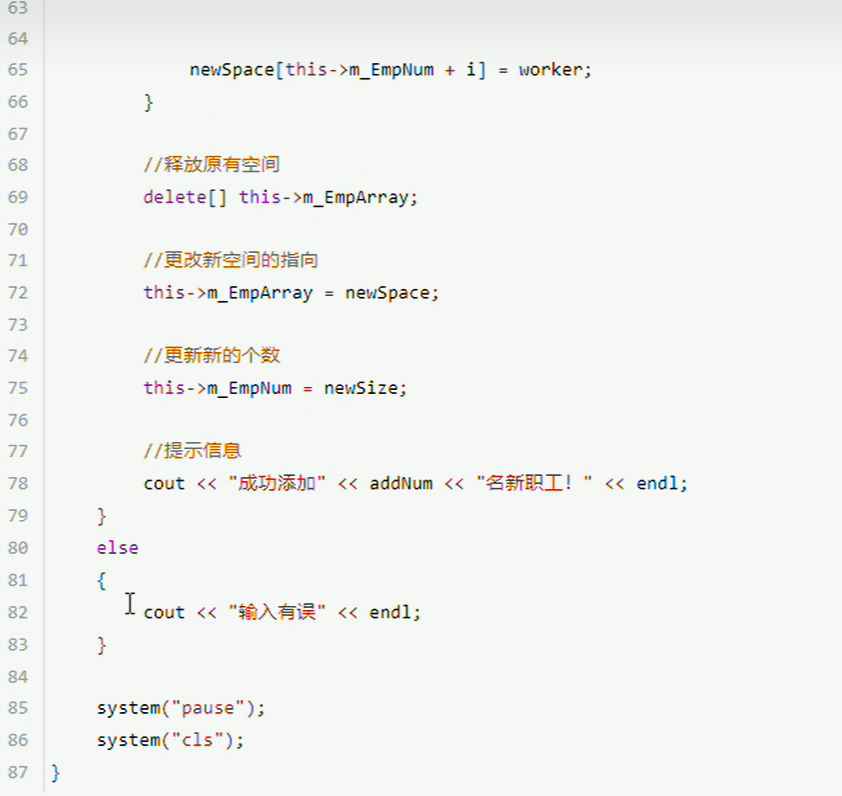 63
64
65 newSpace[this->m_EmpNum + i] = worker;
66 }
67
68 //释放原有空间
69 delete[] this->m_EmpArray;
70
71 //更改新空间的指向
72 this->m_EmpArray = newSpace;
73
74 //更新新的个数
75 this->m_EmpNum = newSize;
76
77 //提示信息
78 cout << "成功添加" << addNum << "名新职工！" << endl;
79 }
80 else
81 {
82 cout << "输入有误" << endl;
83 }
84
85 system("pause");
86 system("cls");
87 }